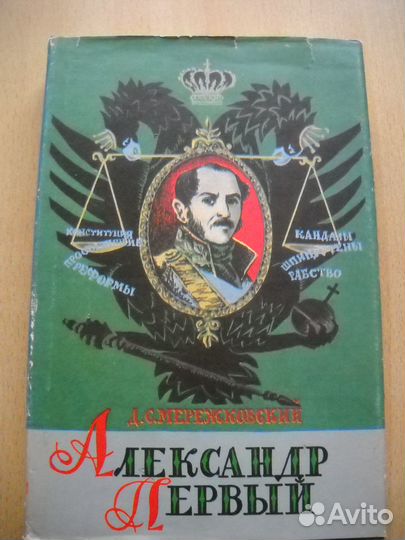 КОНСТИТУЦИЯ
РЕФОРМЫ
КАНДАЛЫ
ШПИЦРУТЕНЫ
РАБСТВО
Д.С.МЕРЕЖКОВСКИЙ
АЛЕКСАНДР
ПЕРВЫЙ
Avito